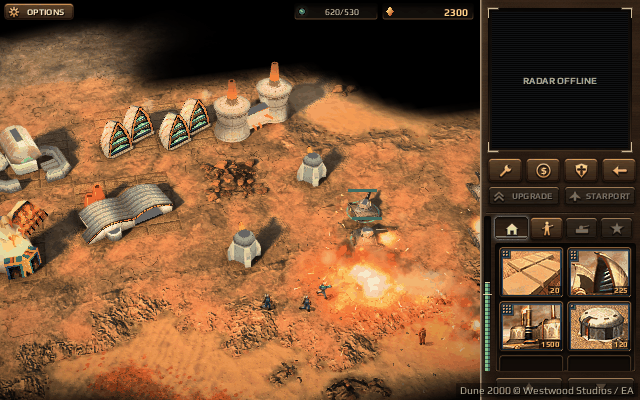 OPTIONS
620/530
2300
RADAR OFFLINE
UPGRADE
STARPORT
20
225
1500
120
Dune 2000 © Westwood Studios / EA